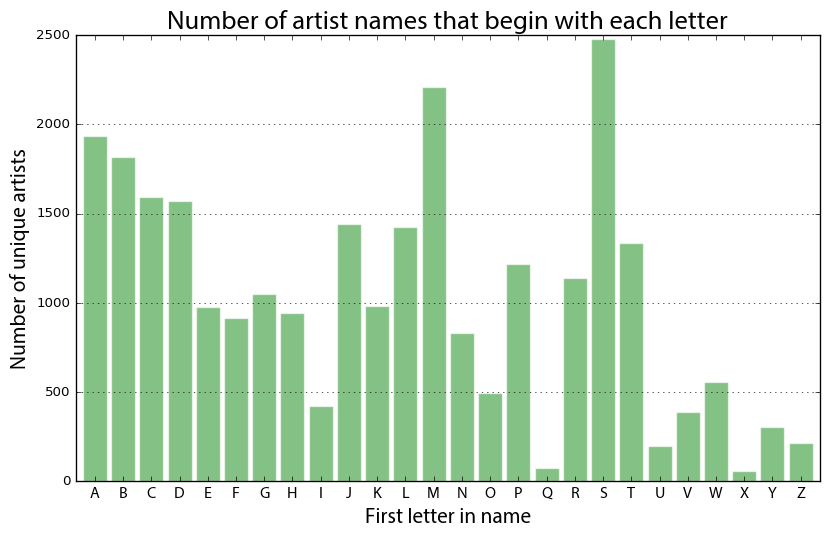 Number of artist names that begin with each letter
2500
2000
1500
1000
500
0
Number of unique artists
A B C D E F G H I J K L M N O P Q R S T U V W X Y Z
First letter in name